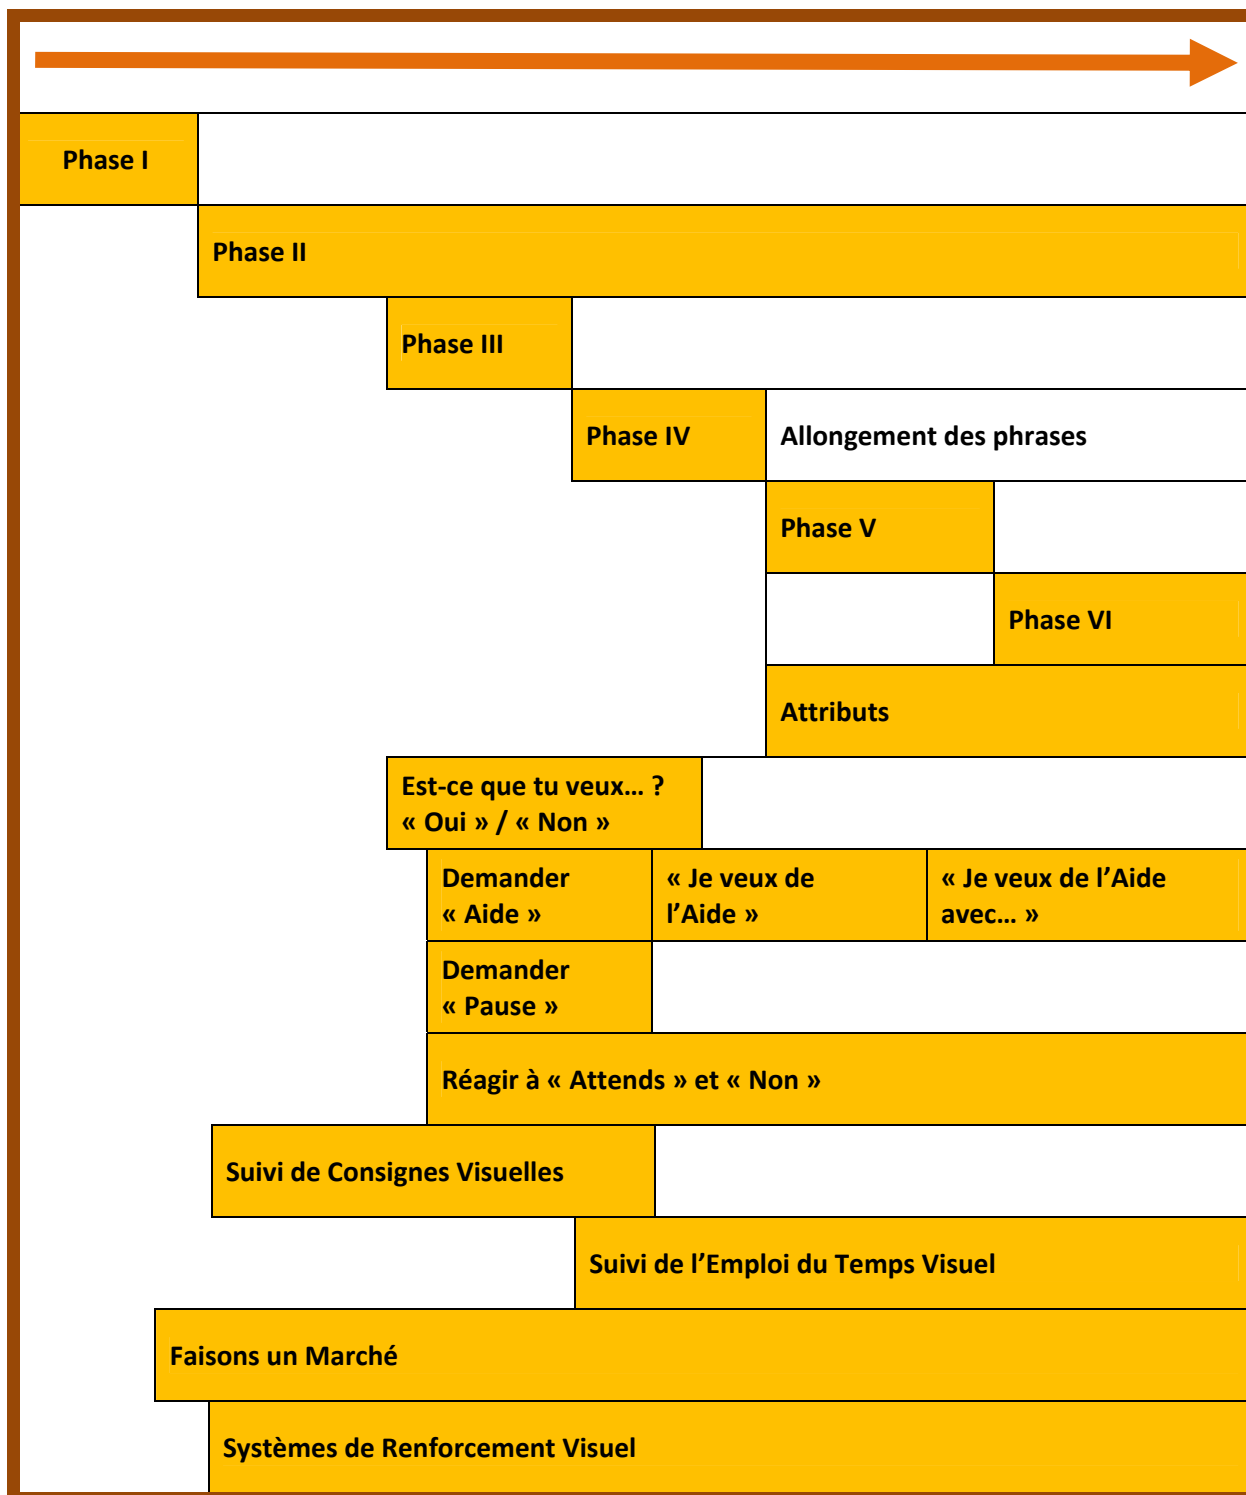 Phase I
Phase II
Phase III
Phase IV
Allongement des phrases
Phase V
Phase VI
Attributs
Est-ce que tu veux… ?
« Oui » / « Non »
Demander
« Aide »
« Je veux de
l’Aide »
« Je veux de l’Aide
avec… »
Demander
« Pause »
Réagir à « Attends » et « Non »
Suivi de Consignes Visuelles
Suivi de l’Emploi du Temps Visuel
Faisons un Marché
Systèmes de Renforcement Visuel